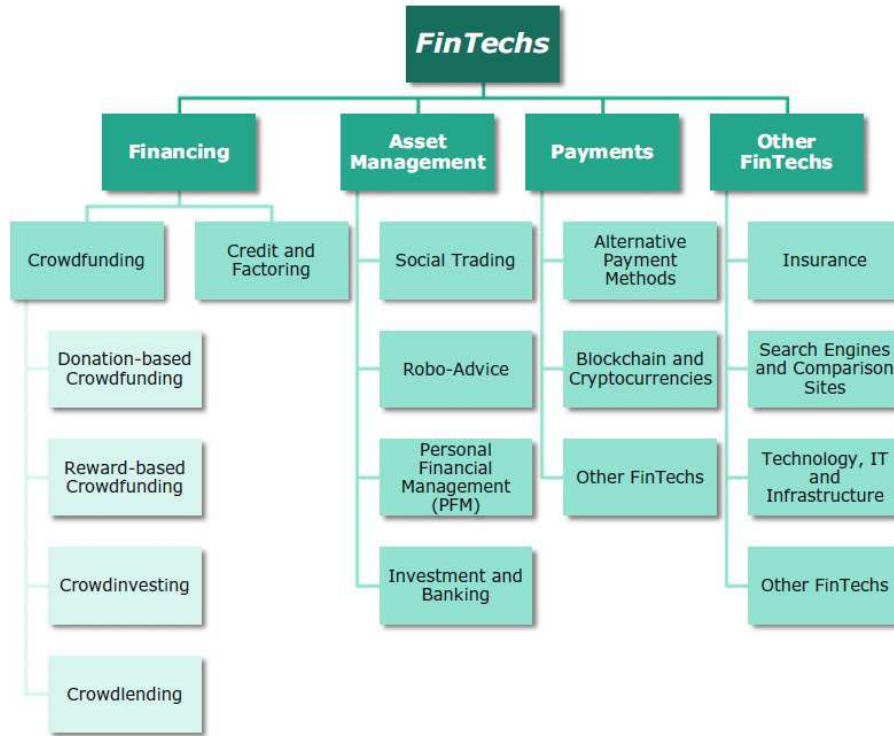 FinTechs
Financing
Asset
Management
Payments
Other
FinTechs
Crowdfunding
Credit and
Factoring
Social Trading
Alternative
Payment
Methods
Insurance
Donation-based
Crowdfunding
Robo-Advice
Blockchain and
Cryptocurrencies
Search Engines
and Comparison
Sites
Reward-based
Crowdfunding
Personal
Financial
Management
(PFM)
Other FinTechs
Technology, IT
and
Infrastructure
Crowdinvesting
Investment and
Banking
Other FinTechs
Crowdlending